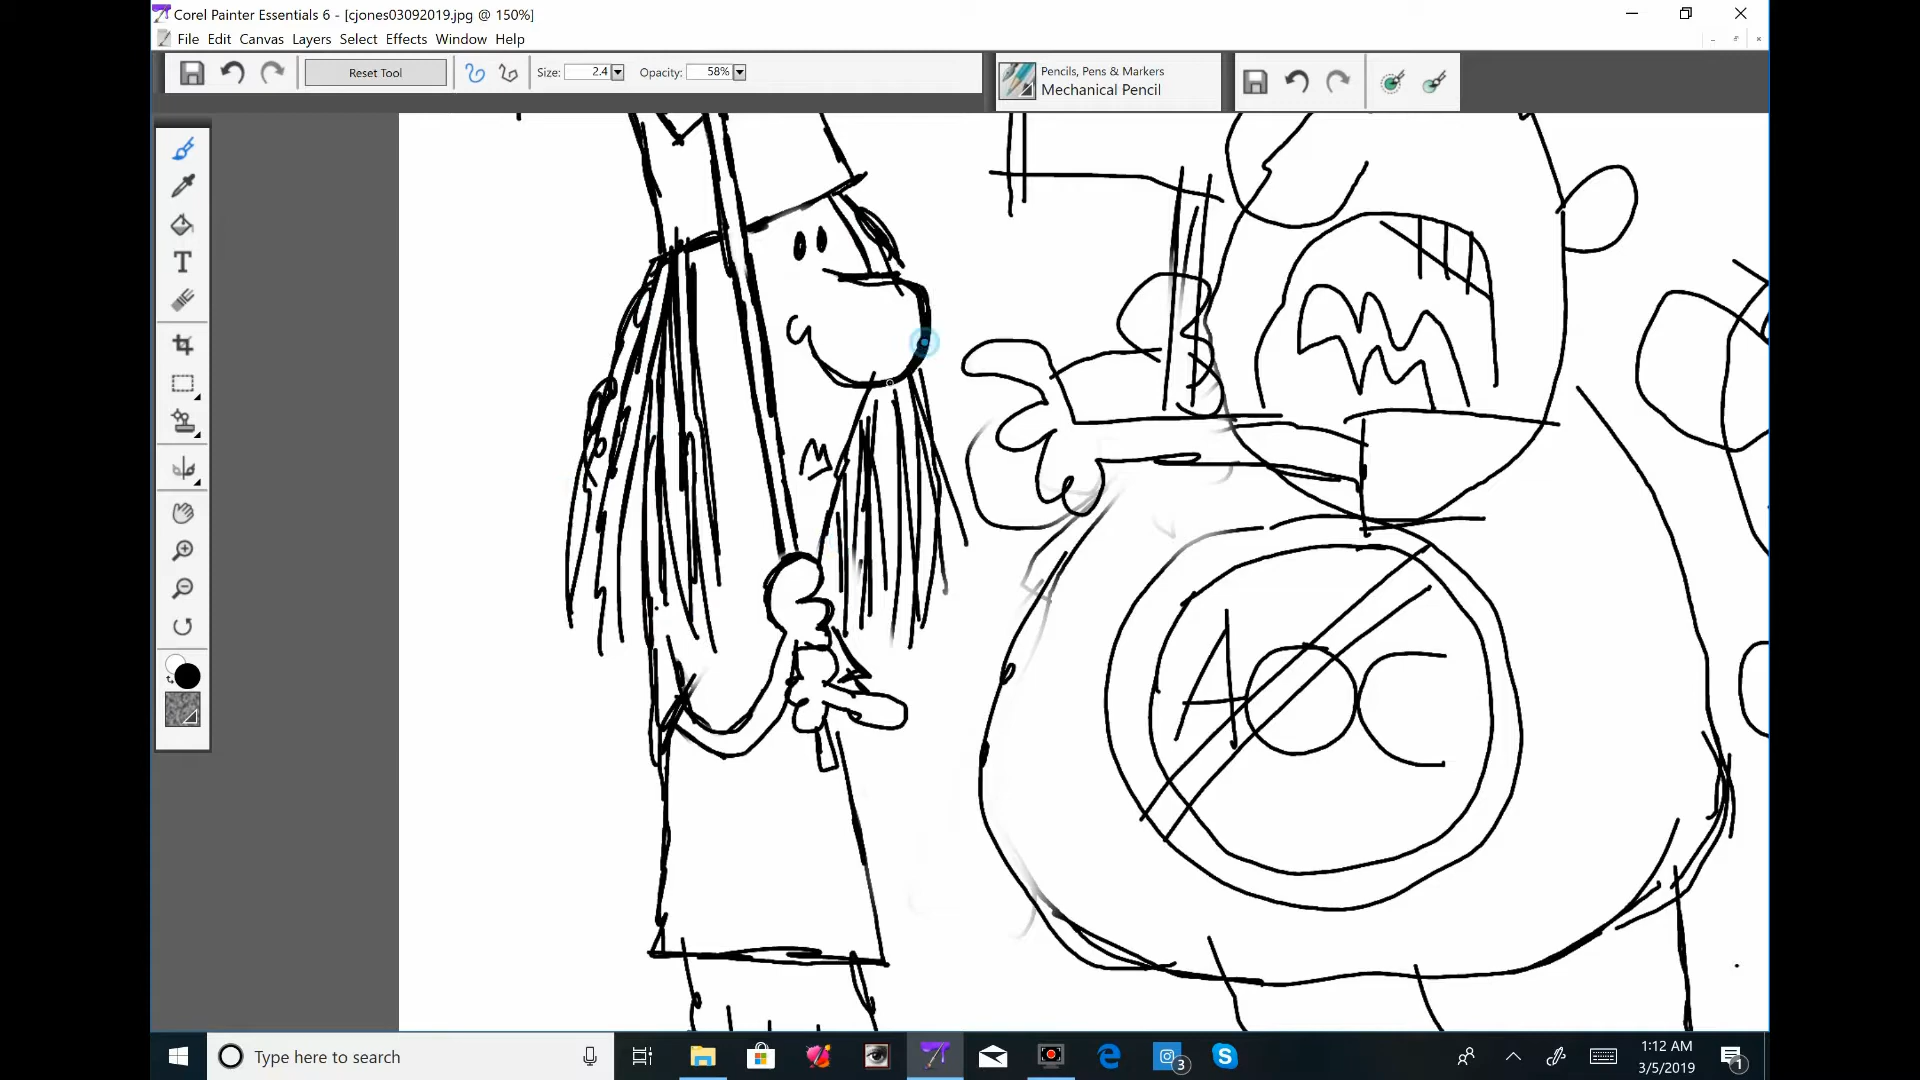 Corel Painter Essentials 6 - [cjones03092019.jpg @ 150%]
File Edit Canvas Layers Select Effects Window Help
Reset Tool
Size: 2.4
Opacity: 58%
Pencils, Pens & Markers
Mechanical Pencil
T
AOC
Type here to search
3
1:12 AM
3/5/2019
1